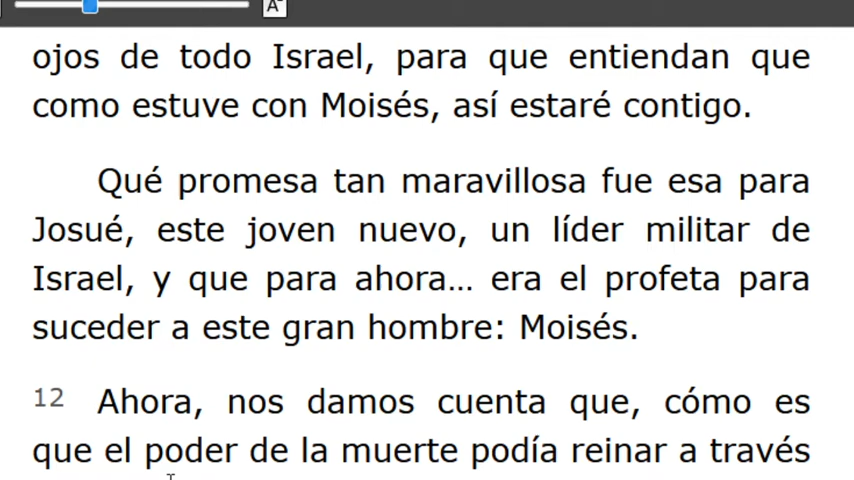 A
ojos de todo Israel, para que entiendan que
como estuve con Moisés, así estaré contigo.
Qué promesa tan maravillosa fue esa para
Josué, este joven nuevo, un líder militar de
Israel, y que para ahora... era el profeta para
suceder a este gran hombre: Moisés.
12 Ahora, nos damos cuenta que, cómo es
que el poder de la muerte podía reinar a través